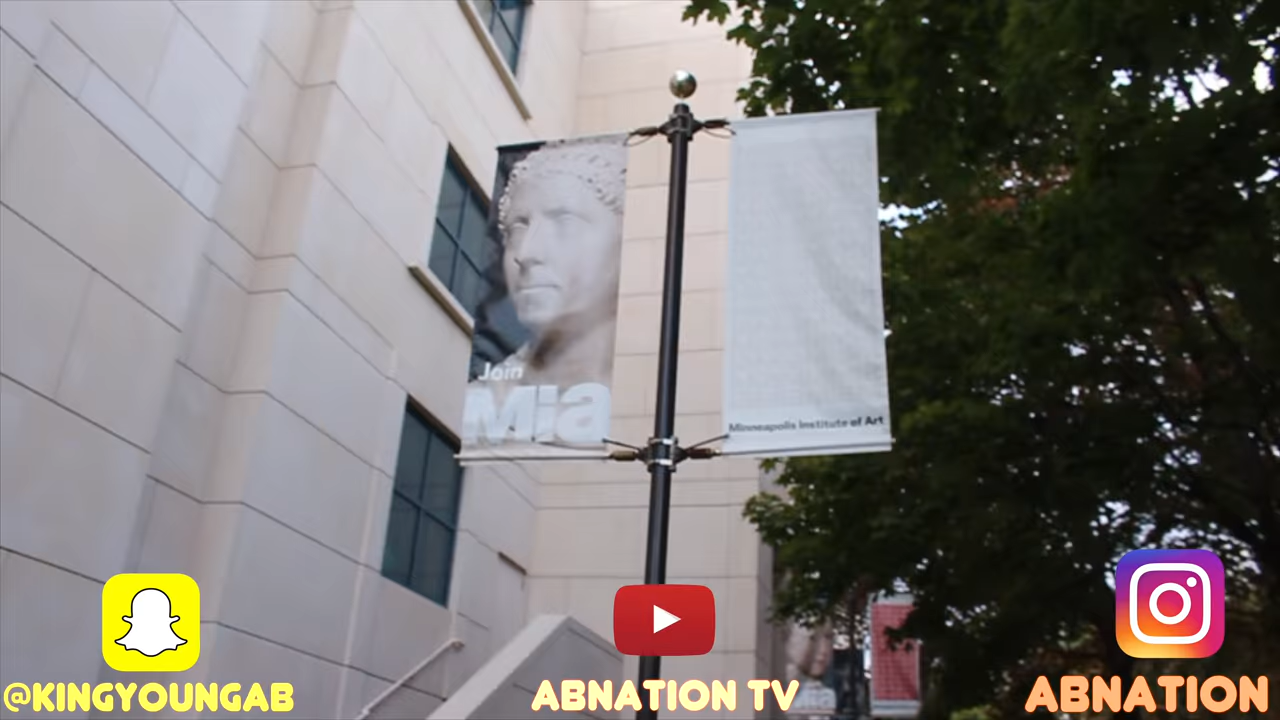 Join
Mia
Minneapolis Institute of Art
@KINGYOUNGAB
ABNATION TV
ABNATION